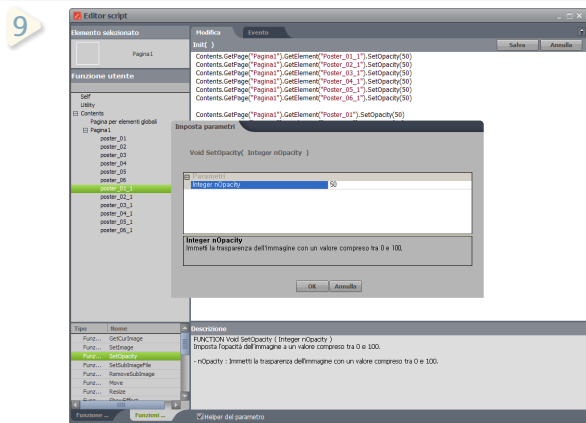 9
Editor script
Elemento selezionato
Pagina1
Funzione utente
Self
Utility
Contents
Pagina per elementi globali
Pagina1
poster_01
poster_02
poster_03
poster_04
poster_05
poster_06
poster_01_1
poster_02_1
poster_03_1
poster_04_1
poster_05_1
poster_06_1
Tipo Nome
Funz... GetCurImage
Funz... SetImage
Funz... SetOpacity
Funz... SetSubImageFile
Funz... RemoveSubImage
Funz... Move
Funz... Resize
Funzione ... Funzioni ...
Modifica Evento
Init( ) Salva Annulla
Contents.GetPage("Pagina1").GetElement("Poster_01_1").SetOpacity(50)
Contents.GetPage("Pagina1").GetElement("Poster_02_1").SetOpacity(50)
Contents.GetPage("Pagina1").GetElement("Poster_03_1").SetOpacity(50)
Contents.GetPage("Pagina1").GetElement("Poster_04_1").SetOpacity(50)
Contents.GetPage("Pagina1").GetElement("Poster_05_1").SetOpacity(50)
Contents.GetPage("Pagina1").GetElement("Poster_06_1").SetOpacity(50)
Contents.GetPage("Pagina1").GetElement("Poster_01").SetOpacity(50)
Imposta parametri
Void SetOpacity( Integer nOpacity )
Parametri
Integer nOpacity 50
Integer nOpacity
Immetti la trasparenza dell'immagine con un valore compreso tra 0 e 100.
OK Annulla
Descrizione
FUNCTION Void SetOpacity ( Integer nOpacity )
Imposta l'opacità dell'immagine a un valore compreso tra 0 e 100.
- nOpacity : Immetti la trasparenza dell'immagine con un valore compreso tra 0 e 100.
Helper del parametro